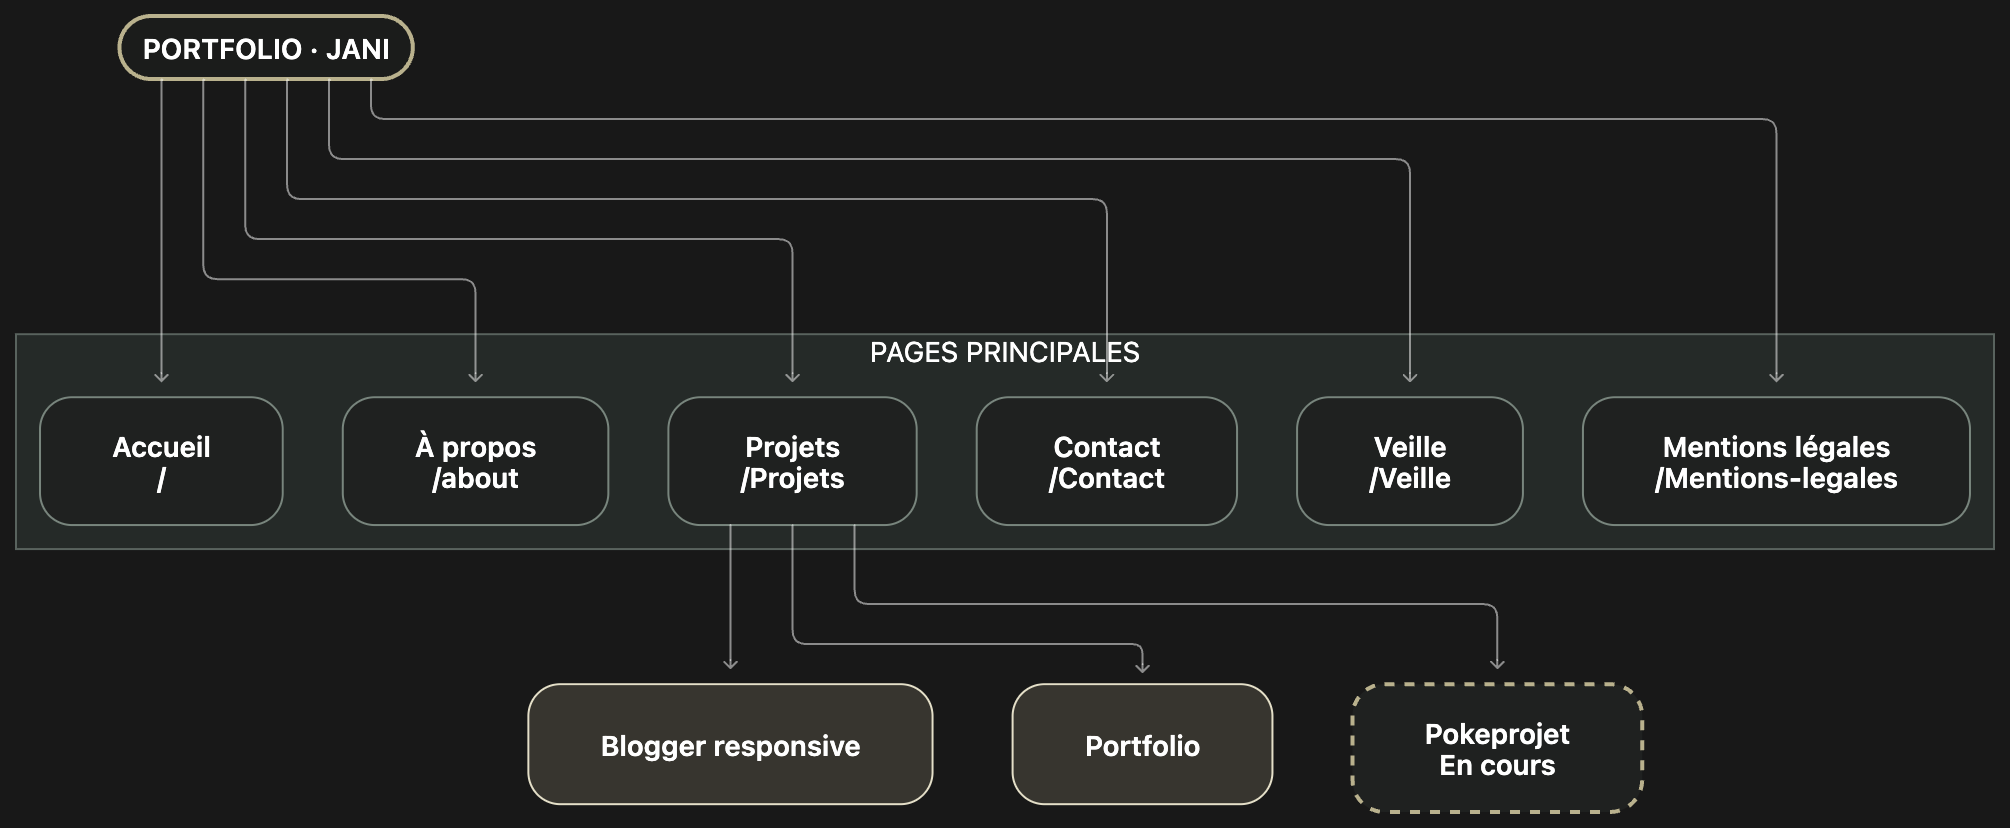 PORTFOLIO · JANI
PAGES PRINCIPALES
Accueil
/
À propos
/about
Projets
/Projets
Contact
/Contact
Veille
/Veille
Mentions légales
/Mentions-legales
Blogger responsive
Portfolio
Pokeprojet
En cours